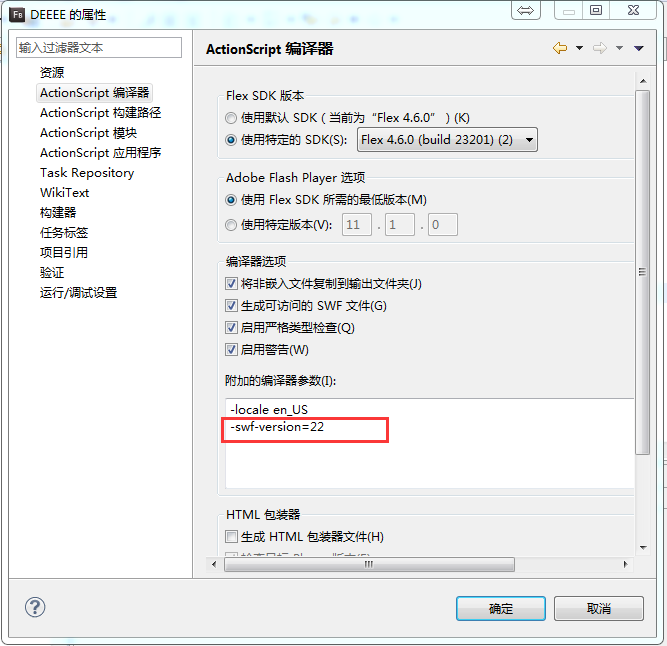 Fb DEEEE 的属性
输入过滤器文本
资源
ActionScript 编译器
ActionScript 构建路径
ActionScript 模块
ActionScript 应用程序
Task Repository
WikiText
构建器
任务标签
项目引用
验证
运行/调试设置
ActionScript 编译器
Flex SDK 版本
使用默认 SDK ( 当前为“Flex 4.6.0” ) (K)
使用特定的 SDK(S): Flex 4.6.0 (build 23201) (2)
Adobe Flash Player 选项
使用 Flex SDK 所需的最低版本(M)
使用特定版本(V): 11 . 1 . 0
编译器选项
将非嵌入文件复制到输出文件夹(J)
生成可访问的 SWF 文件(G)
启用严格类型检查(Q)
启用警告(W)
附加的编译器参数(I):
-locale en_US
-swf-version=22
HTML 包装器
生成 HTML 包装器文件(H)
?
确定
取消